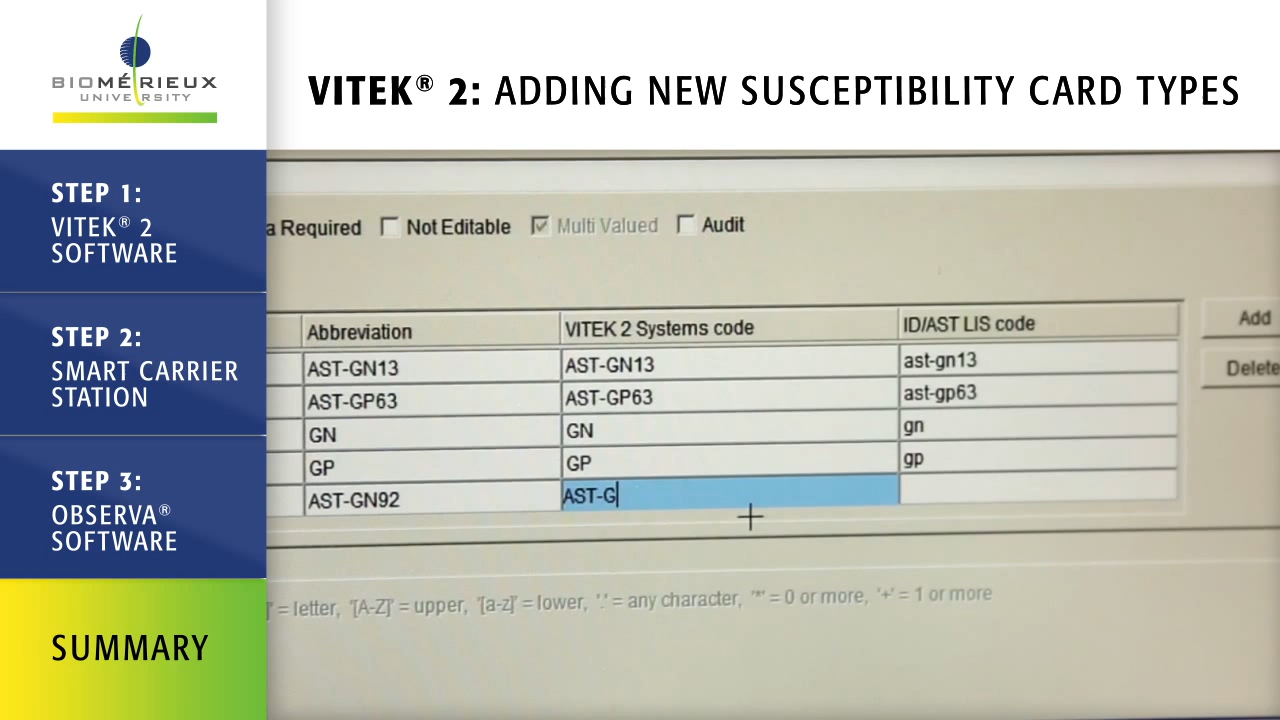 BIOMÉRIEUX
UNIVERSITY
VITEK® 2: ADDING NEW SUSCEPTIBILITY CARD TYPES
STEP 1:
VITEK® 2
SOFTWARE
STEP 2:
SMART CARRIER
STATION
STEP 3:
OBSERVA®
SOFTWARE
SUMMARY
a Required Not Editable Multi Valued Audit
Abbreviation VITEK 2 Systems code ID/AST LIS code
AST-GN13 AST-GN13 ast-gn13
AST-GP63 AST-GP63 ast-gp63
GN GN gn
GP GP gp
AST-GN92 AST-G
Add
Delete
]' = letter, '[A-Z]' = upper, '[a-z]' = lower, '.' = any character, '*' = 0 or more, '+' = 1 or more